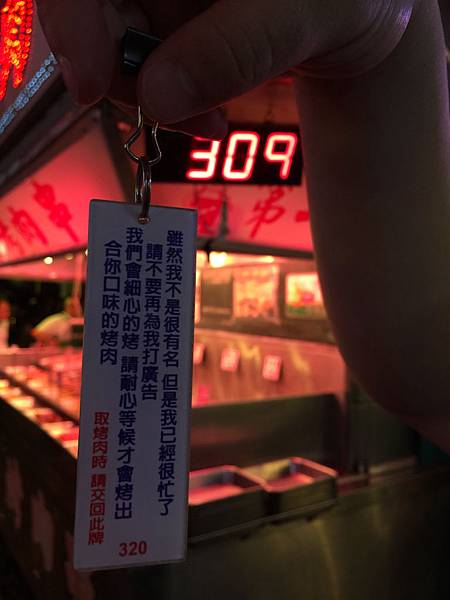 309
雖然我不是很有名 但是我已經很忙了
請不要再為我打廣告
我們會細心的烤 請耐心等候才會烤出
合你口味的烤肉
取烤肉時 請交回此牌
320